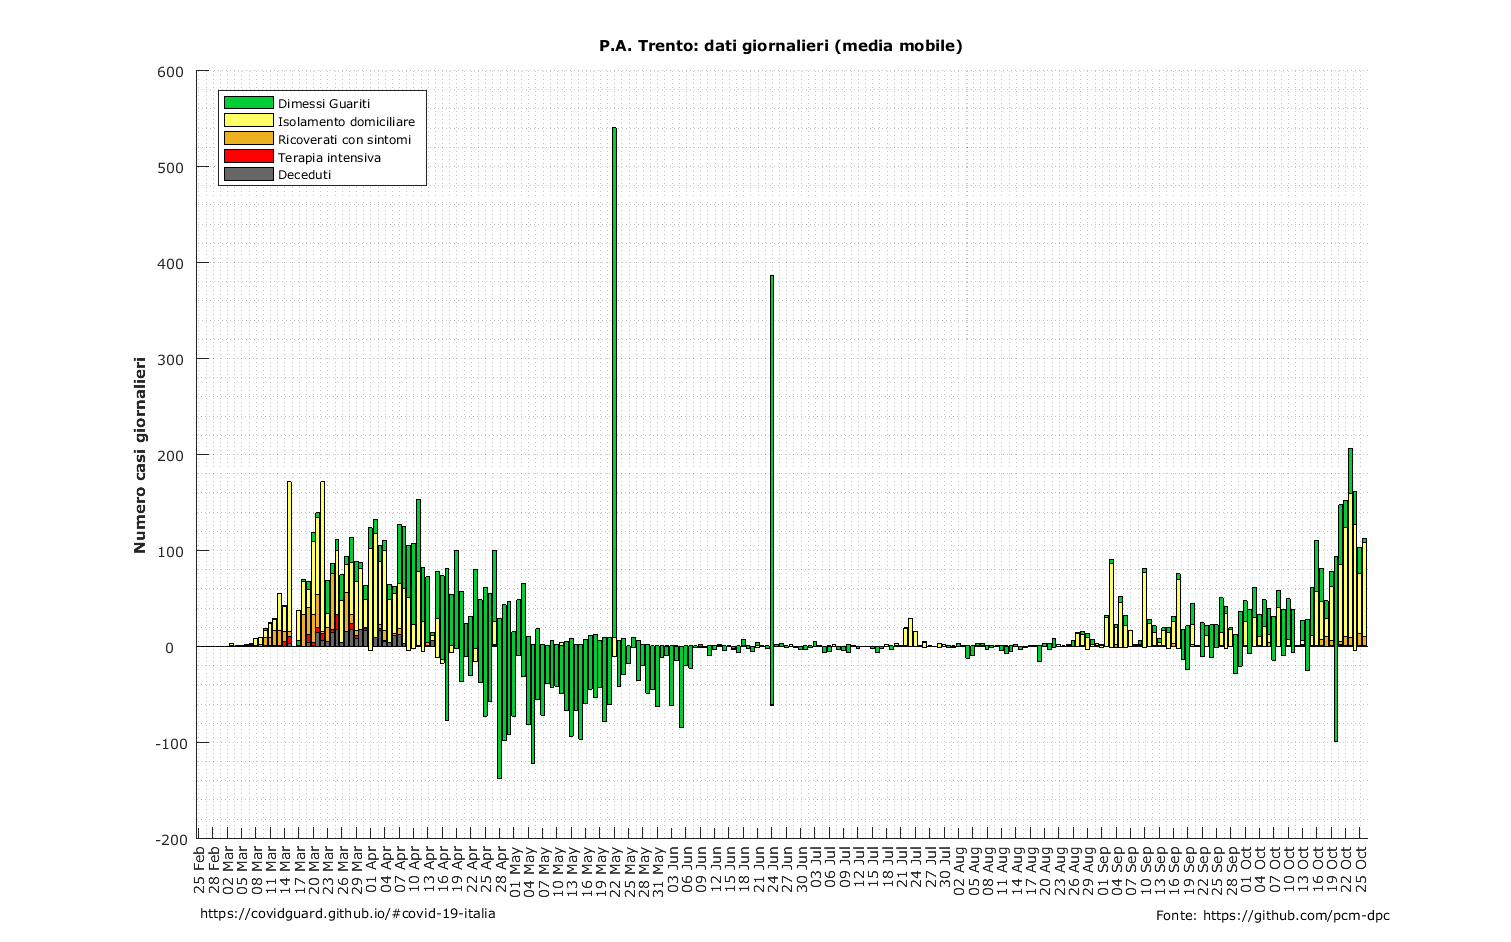 P.A. Trento: dati giornalieri (media mobile)
Numero casi giornalieri
600
500
400
300
200
100
0
-100
-200
Dimessi Guariti
Isolamento domiciliare
Ricoverati con sintomi
Terapia intensiva
Deceduti
25 Feb
28 Feb
02 Mar
05 Mar
08 Mar
11 Mar
14 Mar
17 Mar
20 Mar
23 Mar
26 Mar
29 Mar
01 Apr
04 Apr
07 Apr
10 Apr
13 Apr
16 Apr
19 Apr
22 Apr
25 Apr
28 Apr
01 May
04 May
07 May
10 May
13 May
16 May
19 May
22 May
25 May
28 May
31 May
03 Jun
06 Jun
09 Jun
12 Jun
15 Jun
18 Jun
21 Jun
24 Jun
27 Jun
30 Jun
03 Jul
06 Jul
09 Jul
12 Jul
15 Jul
18 Jul
21 Jul
24 Jul
27 Jul
30 Jul
02 Aug
05 Aug
08 Aug
11 Aug
14 Aug
17 Aug
20 Aug
23 Aug
26 Aug
29 Aug
01 Sep
04 Sep
07 Sep
10 Sep
13 Sep
16 Sep
19 Sep
22 Sep
25 Sep
28 Sep
01 Oct
04 Oct
07 Oct
10 Oct
13 Oct
16 Oct
19 Oct
22 Oct
25 Oct
https://covidguard.github.io/#covid-19-italia
Fonte: https://github.com/pcm-dpc